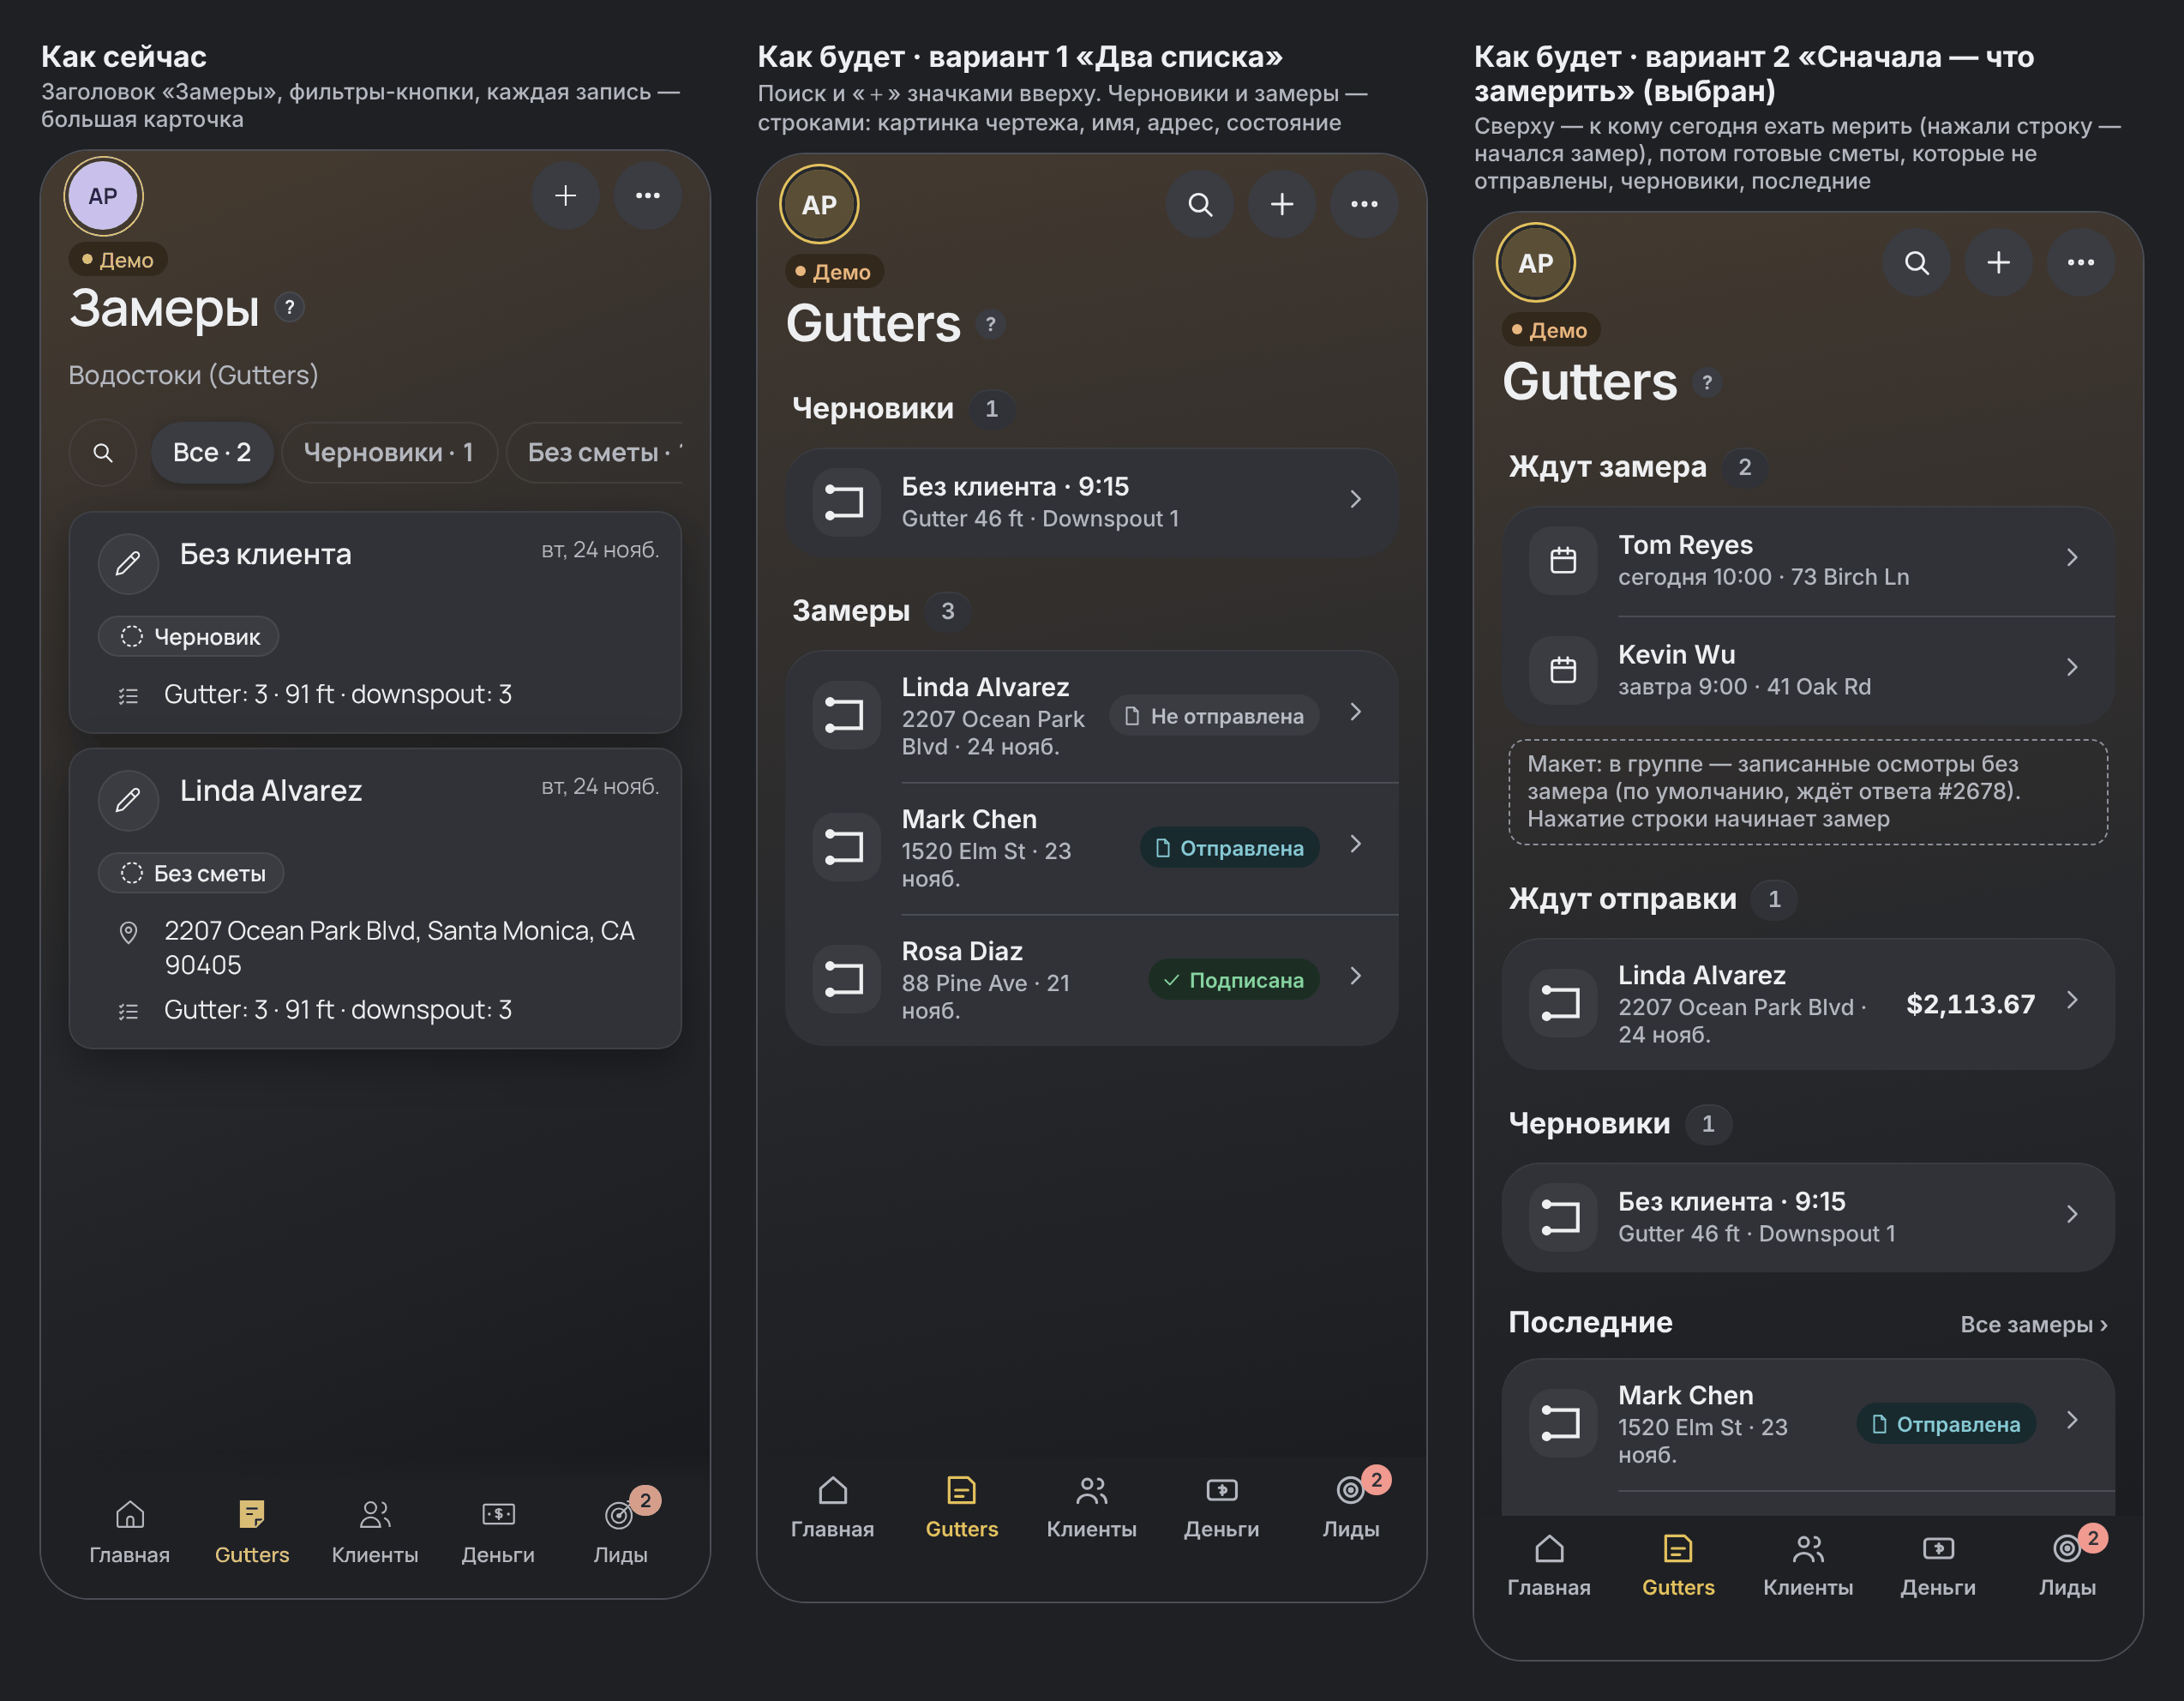 Как сейчас
Заголовок «Замеры», фильтры-кнопки, каждая запись —
большая карточка
AP
Демо
Замеры ?
Водостоки (Gutters)
Все · 2
Черновики · 1
Без сметы ·
Без клиента
вт, 24 нояб.
Черновик
Gutter: 3 · 91 ft · downspout: 3
Linda Alvarez
вт, 24 нояб.
Без сметы
2207 Ocean Park Blvd, Santa Monica, CA
90405
Gutter: 3 · 91 ft · downspout: 3
2
Главная
Gutters
Клиенты
Деньги
Лиды
Как будет · вариант 1 «Два списка»
Поиск и «+» значками вверху. Черновики и замеры —
строками: картинка чертежа, имя, адрес, состояние
AP
Демо
Gutters ?
Черновики 1
Без клиента · 9:15
Gutter 46 ft · Downspout 1
Замеры 3
Linda Alvarez
2207 Ocean Park
Blvd · 24 нояб.
Не отправлена
Mark Chen
1520 Elm St · 23
нояб.
Отправлена
Rosa Diaz
88 Pine Ave · 21
нояб.
Подписана
2
Главная
Gutters
Клиенты
Деньги
Лиды
Как будет · вариант 2 «Сначала — что
замерить» (выбран)
Сверху — к кому сегодня ехать мерить (нажали строку —
начался замер), потом готовые сметы, которые не
отправлены, черновики, последние
AP
Демо
Gutters ?
Ждут замера 2
Tom Reyes
сегодня 10:00 · 73 Birch Ln
Kevin Wu
завтра 9:00 · 41 Oak Rd
Макет: в группе — записанные осмотры без
замера (по умолчанию, ждёт ответа #2678).
Нажатие строки начинает замер
Ждут отправки 1
Linda Alvarez
2207 Ocean Park Blvd ·
24 нояб.
$2,113.67
Черновики 1
Без клиента · 9:15
Gutter 46 ft · Downspout 1
Последние
Все замеры ›
Mark Chen
1520 Elm St · 23
нояб.
Отправлена
2
Главная
Gutters
Клиенты
Деньги
Лиды